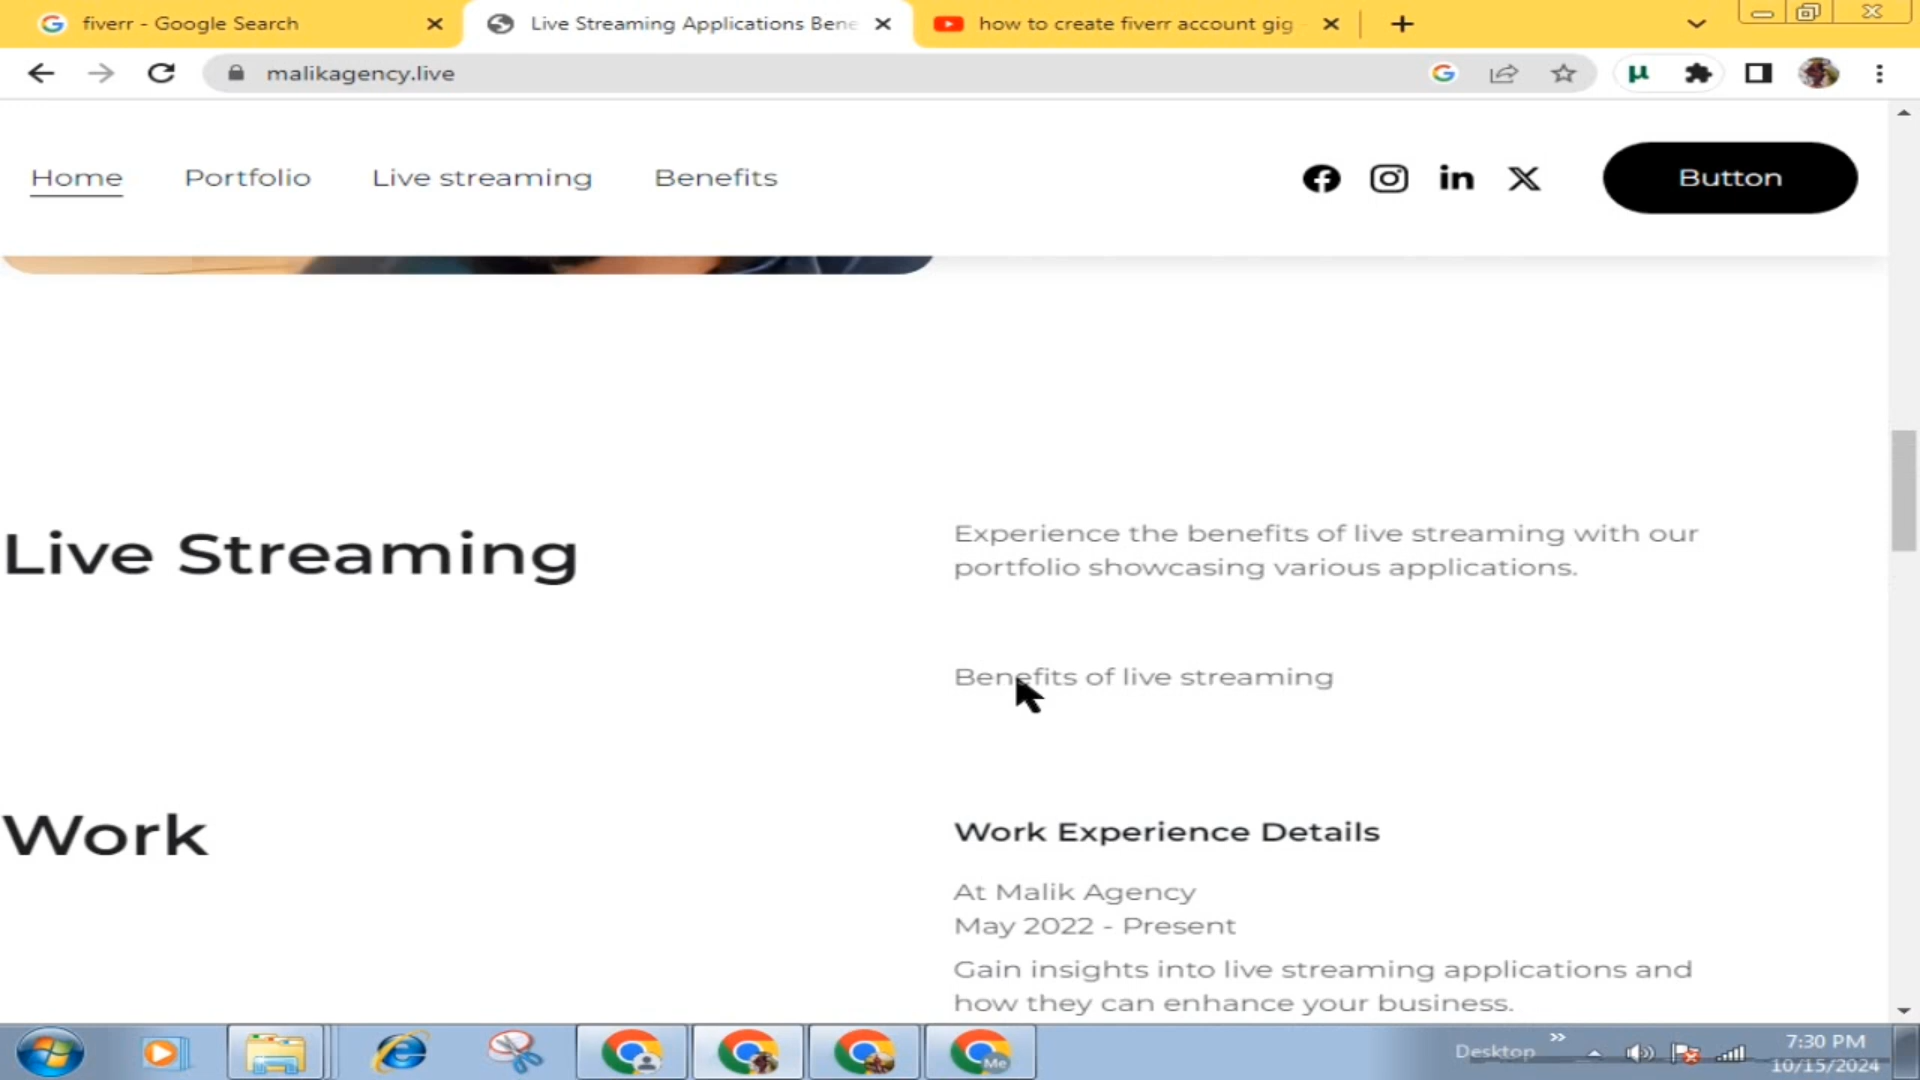 fiverr - Google Search
Live Streaming Applications Bene
how to create fiverr account gig
malikagency.live
Home Portfolio Live streaming Benefits
Button
Live Streaming
Experience the benefits of live streaming with our
portfolio showcasing various applications.
Benefits of live streaming
Work
Work Experience Details
At Malik Agency
May 2022 - Present
Gain insights into live streaming applications and
how they can enhance your business.
Me
Desktop
7:30 PM
10/15/2024